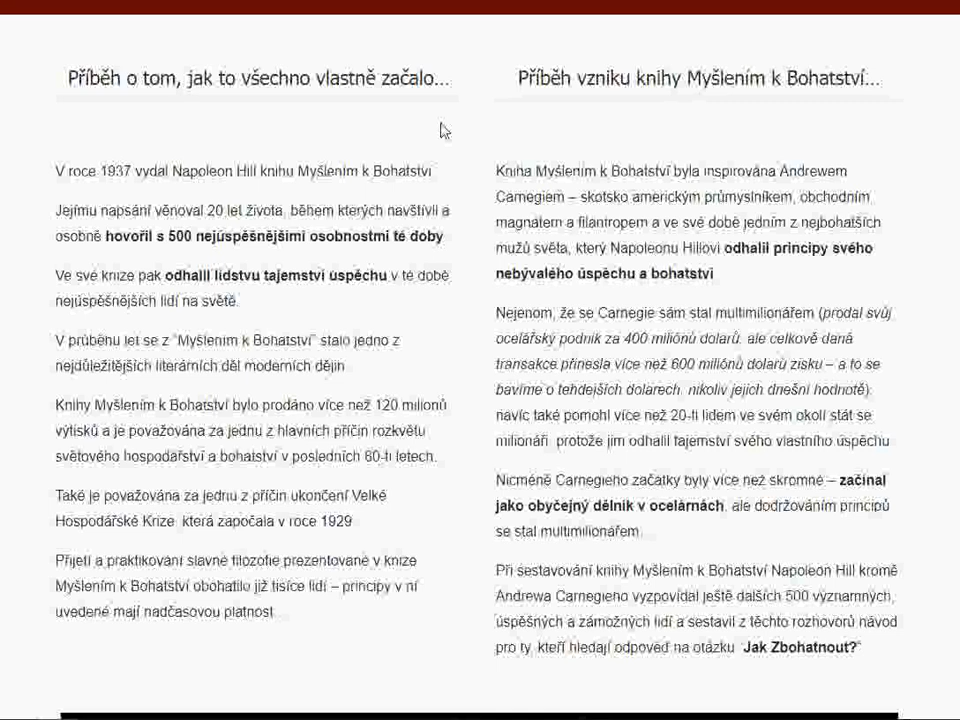 Příběh o tom, jak to všechno vlastně začalo...
V roce 1937 vydal Napoleon Hill knihu Myšlením k Bohatství.
Jejímu napsání věnoval 20 let života, během kterých navštívil a
osobně hovořil s 500 nejúspěšnějšími osobnostmi té doby.
Ve své knize pak odhalil lidstvu tajemství úspěchu v té době
nejúspěšnějších lidí na světě.
V průběhu let se z "Myšlením k Bohatství" stalo jedno z
nejdůležitějších literárních děl moderních dějin.
Knihy Myšlením k Bohatství bylo prodáno více než 120 milionů
výtisků a je považována za jednu z hlavních příčin rozkvětu
světového hospodářství a bohatství v posledních 60-ti letech.
Také je považována za jednu z příčin ukončení Velké
Hospodářské Krize, která započala v roce 1929.
Přijetí a praktikování slavné filozofie prezentované v knize
Myšlením k Bohatství obohatilo již tisíce lidí – principy v ní
uvedené mají nadčasovou platnost.
Příběh vzniku knihy Myšlením k Bohatství...
Kniha Myšlením k Bohatství byla inspirována Andrewem
Carnegiem – skotsko americkým průmyslníkem, obchodním
magnátem a filantropem a ve své době jedním z nejbohatších
mužů světa, který Napoleonu Hillovi odhalil principy svého
nebývalého úspěchu a bohatství.
Nejenom, že se Carnegie sám stal multimilionářem (prodal svůj
ocelářský podnik za 400 miliónů dolarů, ale celkově daná
transakce přinesla více než 600 miliónů dolarů zisku – a to se
bavíme o tehdejších dolarech, nikoliv jejich dnešní hodnotě),
navíc také pomohl více než 20-ti lidem ve svém okolí stát se
milionáři, protože jim odhalil tajemství svého vlastního úspěchu.
Nicméně Carnegieho začátky byly více než skromné – začínal
jako obyčejný dělník v ocelárnách, ale dodržováním principů
se stal multimilionářem.
Při sestavování knihy Myšlením k Bohatství Napoleon Hill kromě
Andrewa Carnegieho vyzpovídal ještě dalších 500 významných,
úspěšných a zámožných lidí a sestavil z těchto rozhovorů návod
pro ty, kteří hledají odpověď na otázku "Jak Zbohatnout?"